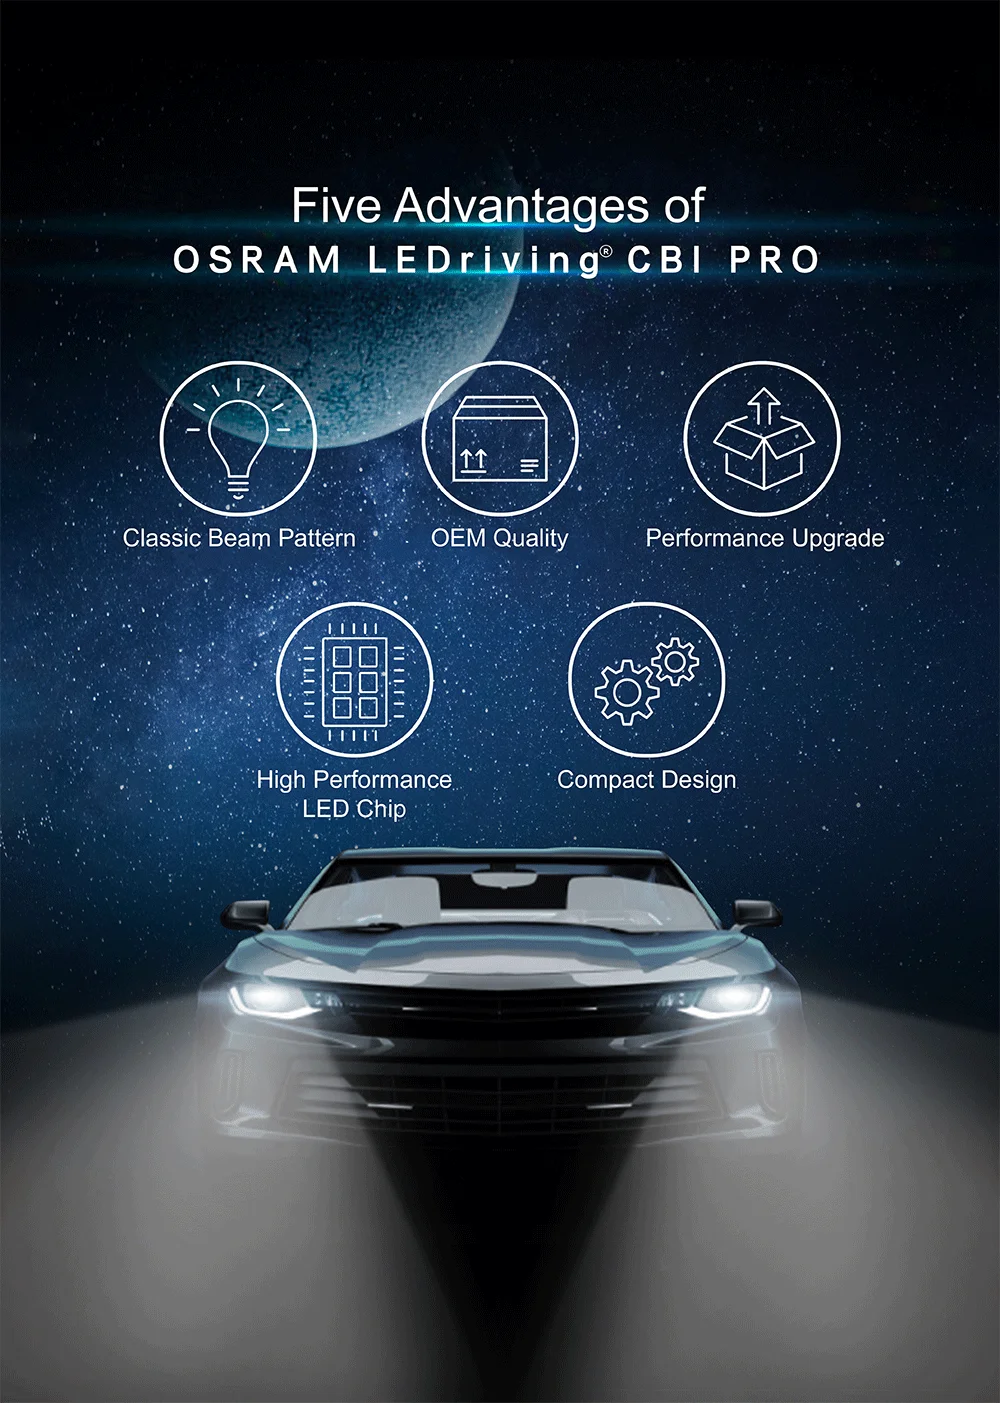 Five Advantages of
OSRAM LEDriving® CBI PRO
Classic Beam Pattern
OEM Quality
Performance Upgrade
High Performance
LED Chip
Compact Design